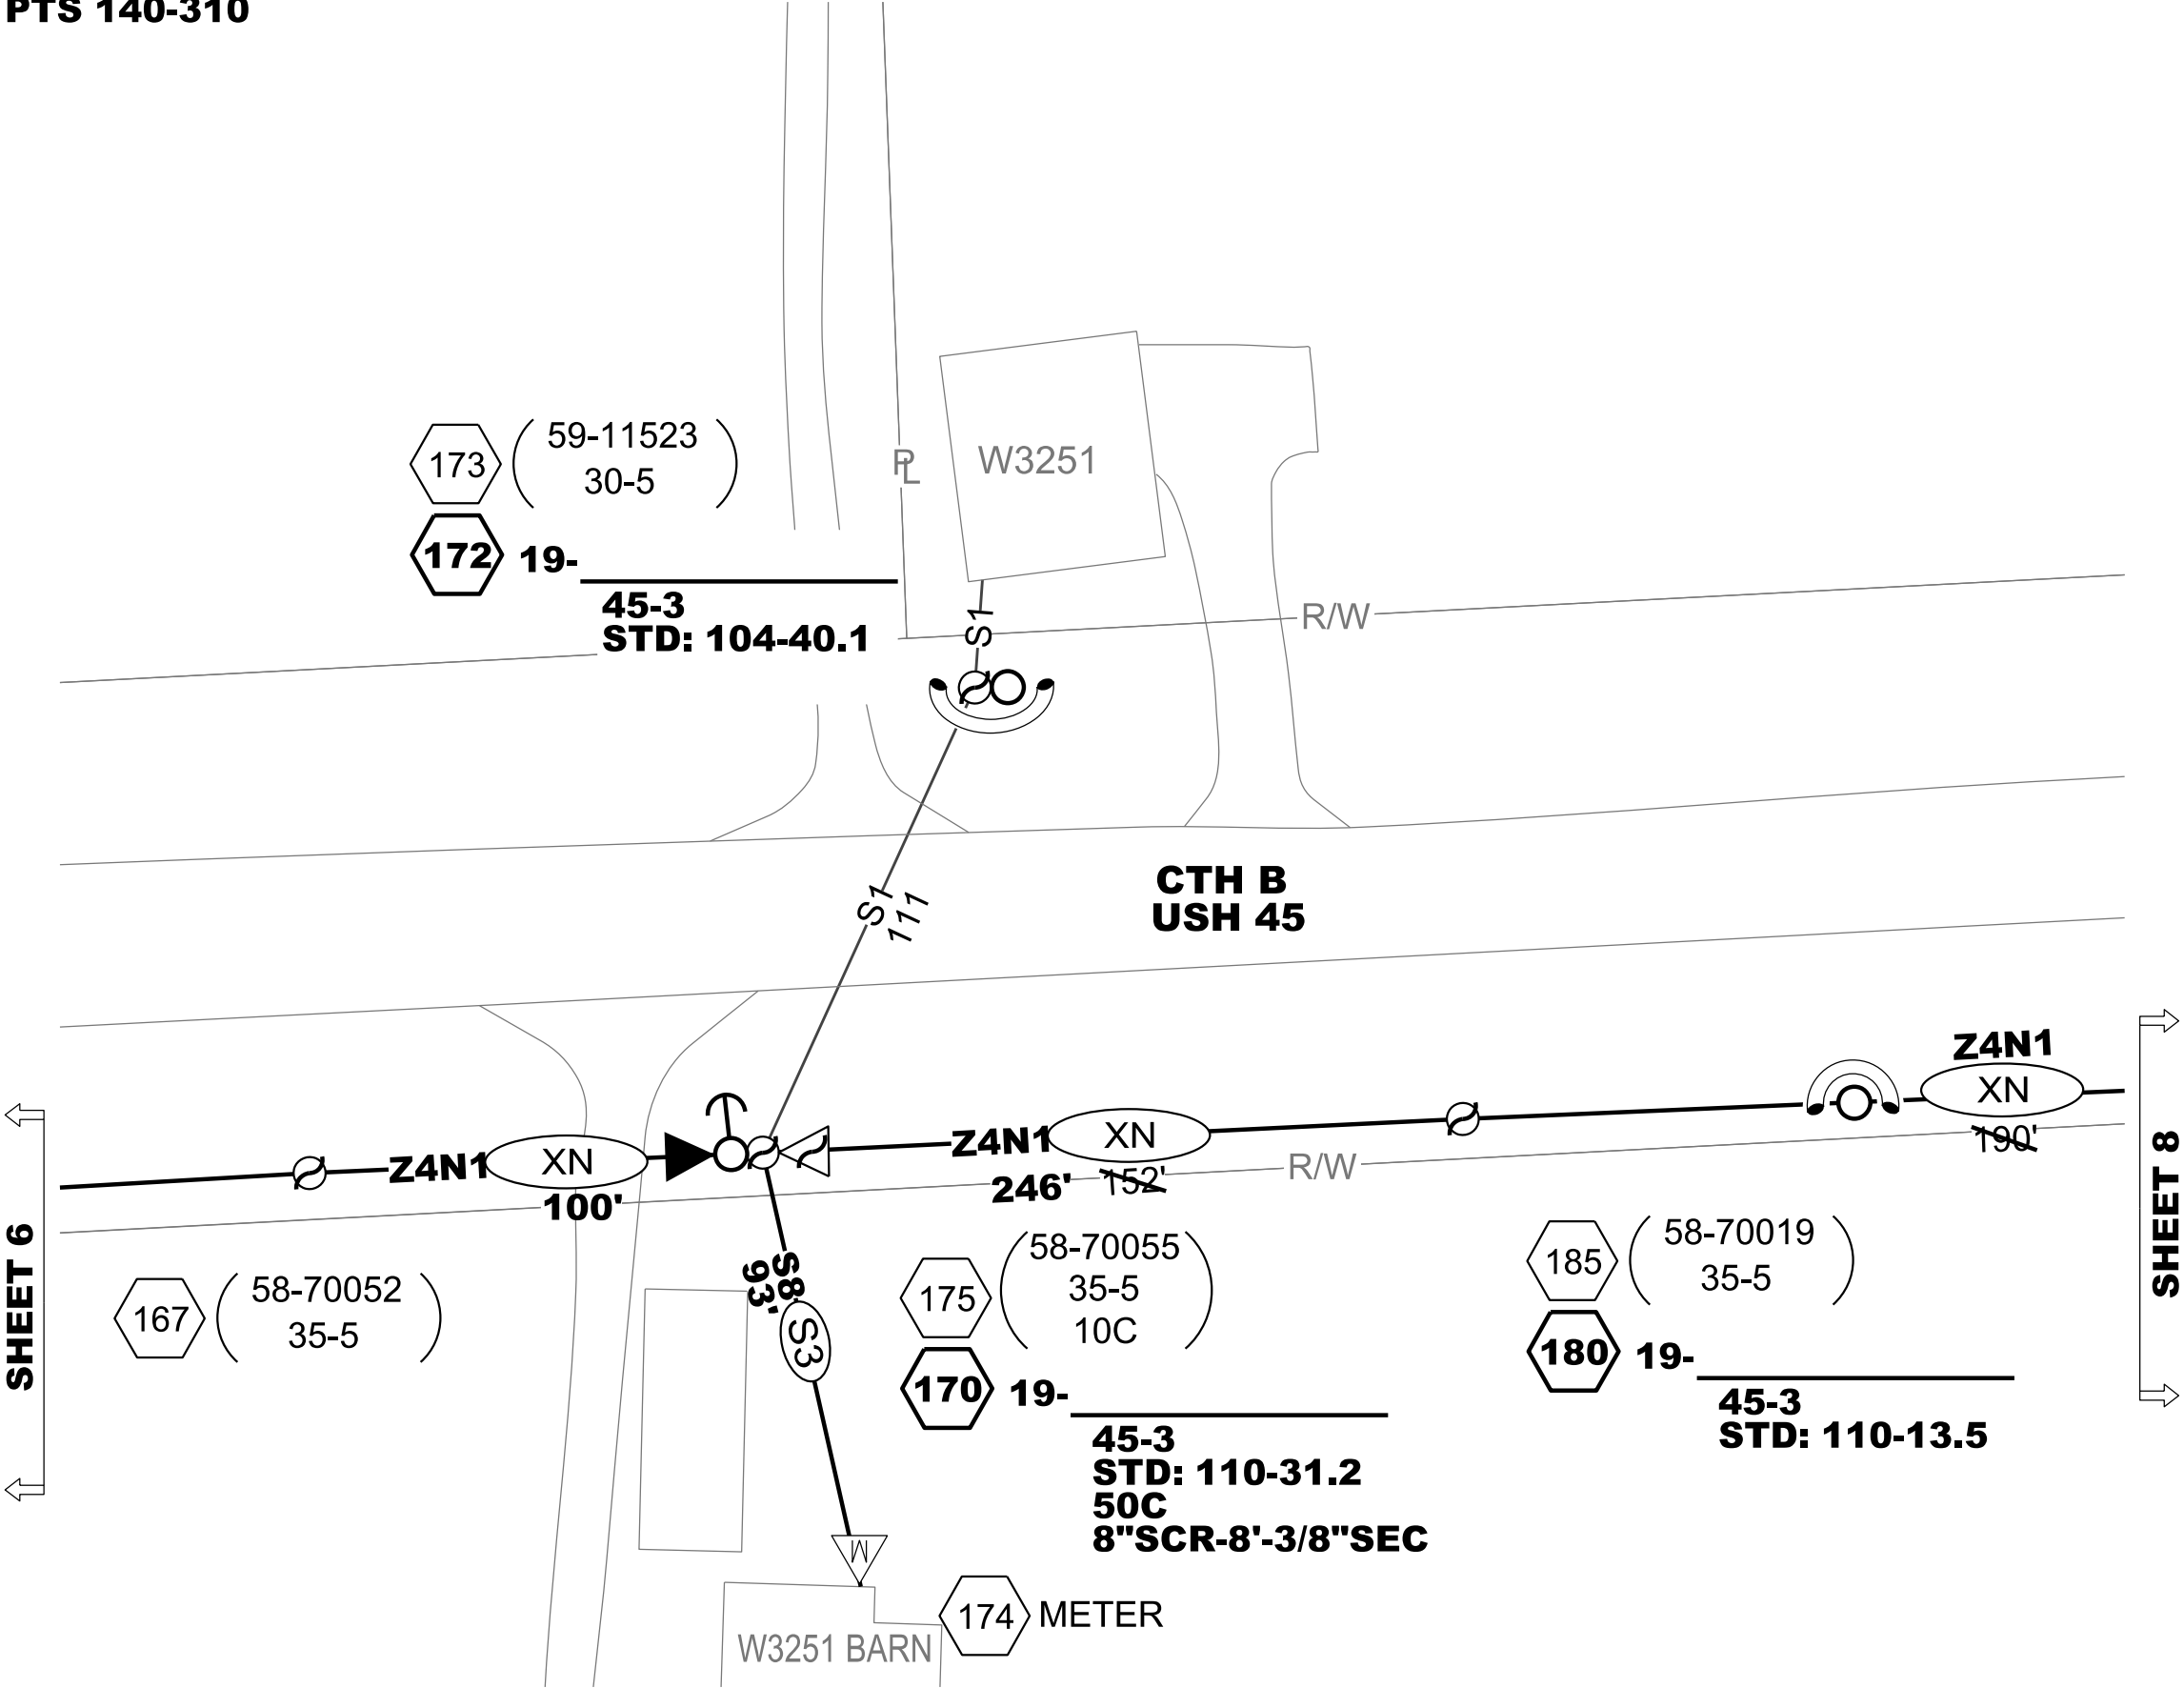 PTS 140-310
173
59-11523
30-5
172
19-
45-3
STD: 104-40.1
PL
W3251
S1
R/W
S1
111
CTH B
USH 45
Z4N1
XN
190'
Z4N1
XN
246'
152'
R/W
Z4N1
XN
100'
SHEET 6
SHEET 8
167
58-70052
35-5
S8
93'
S3
175
58-70055
35-5
10C
170
19-
45-3
STD: 110-31.2
50C
8"SCR-8'-3/8"SEC
185
58-70019
35-5
180
19-
45-3
STD: 110-13.5
M
174
METER
W3251 BARN